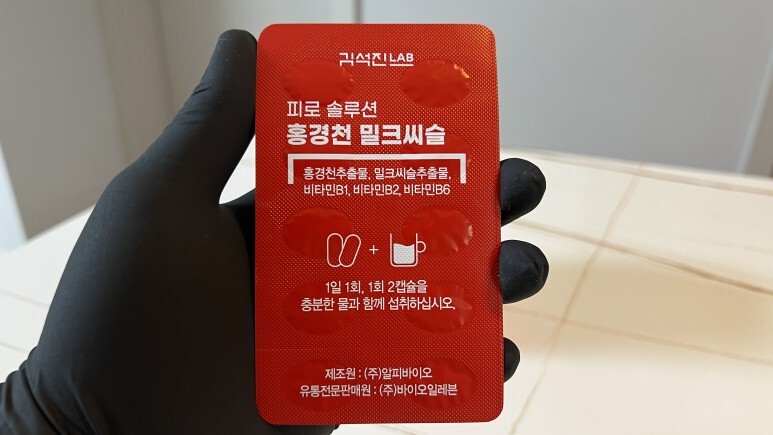 김석진LAB
피로 솔루션
홍경천 밀크씨슬
홍경천추출물, 밀크씨슬추출물,
비타민B1, 비타민B2, 비타민B6
+
1일 1회, 1회 2캡슐을
충분한 물과 함께 섭취하십시오.
제조원 : (주)알피바이오
유통전문판매원 : (주)바이오일레븐